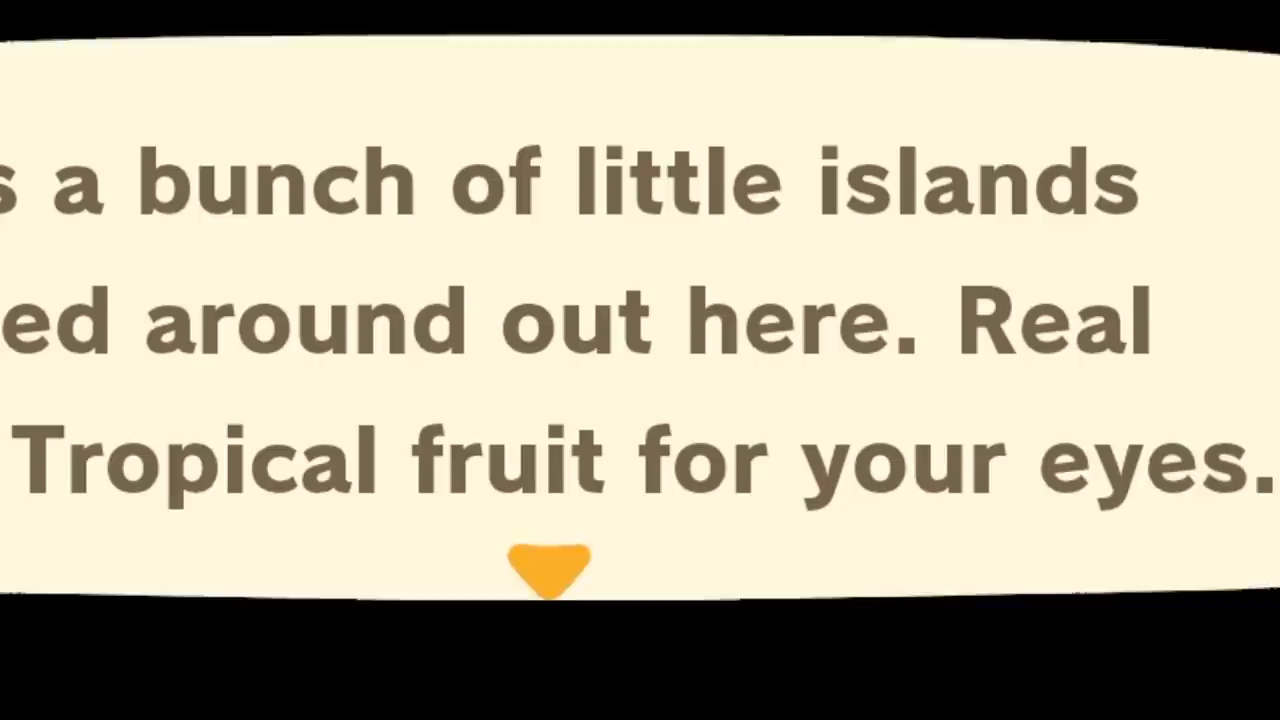 s a bunch of little islands
ed around out here. Real
Tropical fruit for your eyes.